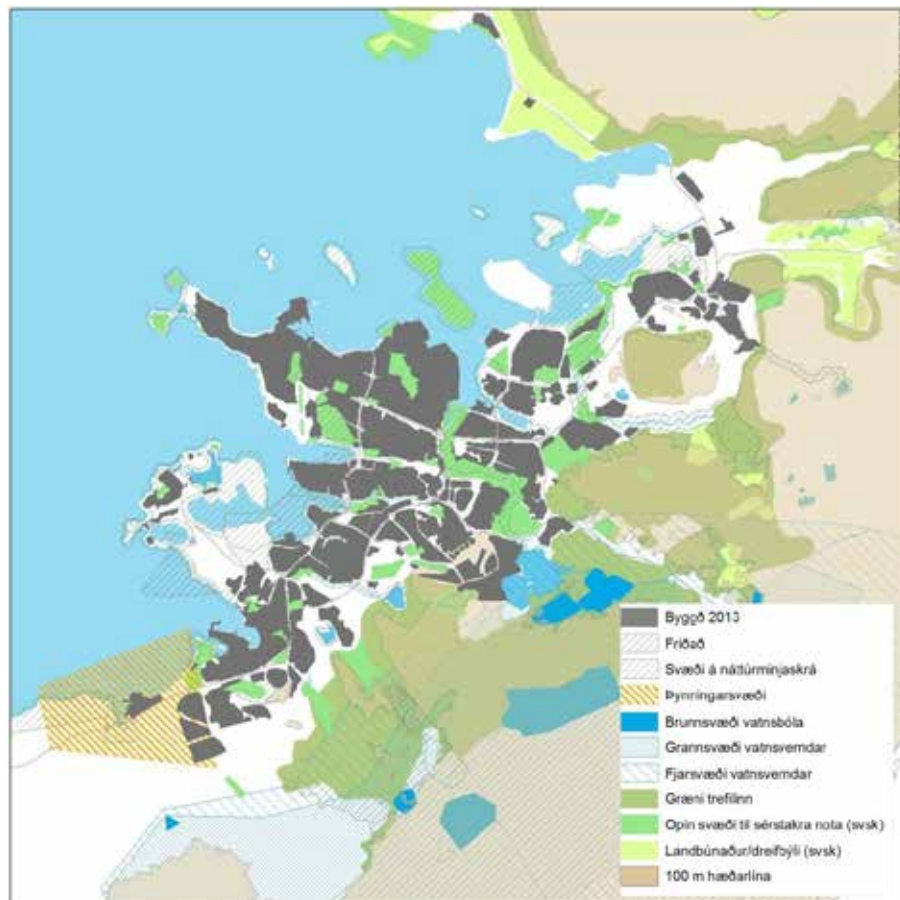 Byggð 2013
Friðað
Svæði á náttúrminjaskrá
Þynningarsvæði
Brunnsvæði vatnsbóla
Grannsvæði vatnsverndar
Fjarsvæði vatnsverndar
Græni trefillinn
Opin svæði til sérstakra nota (svsk)
Landbúnaður/dreifbýli (svsk)
100 m hæðarlína